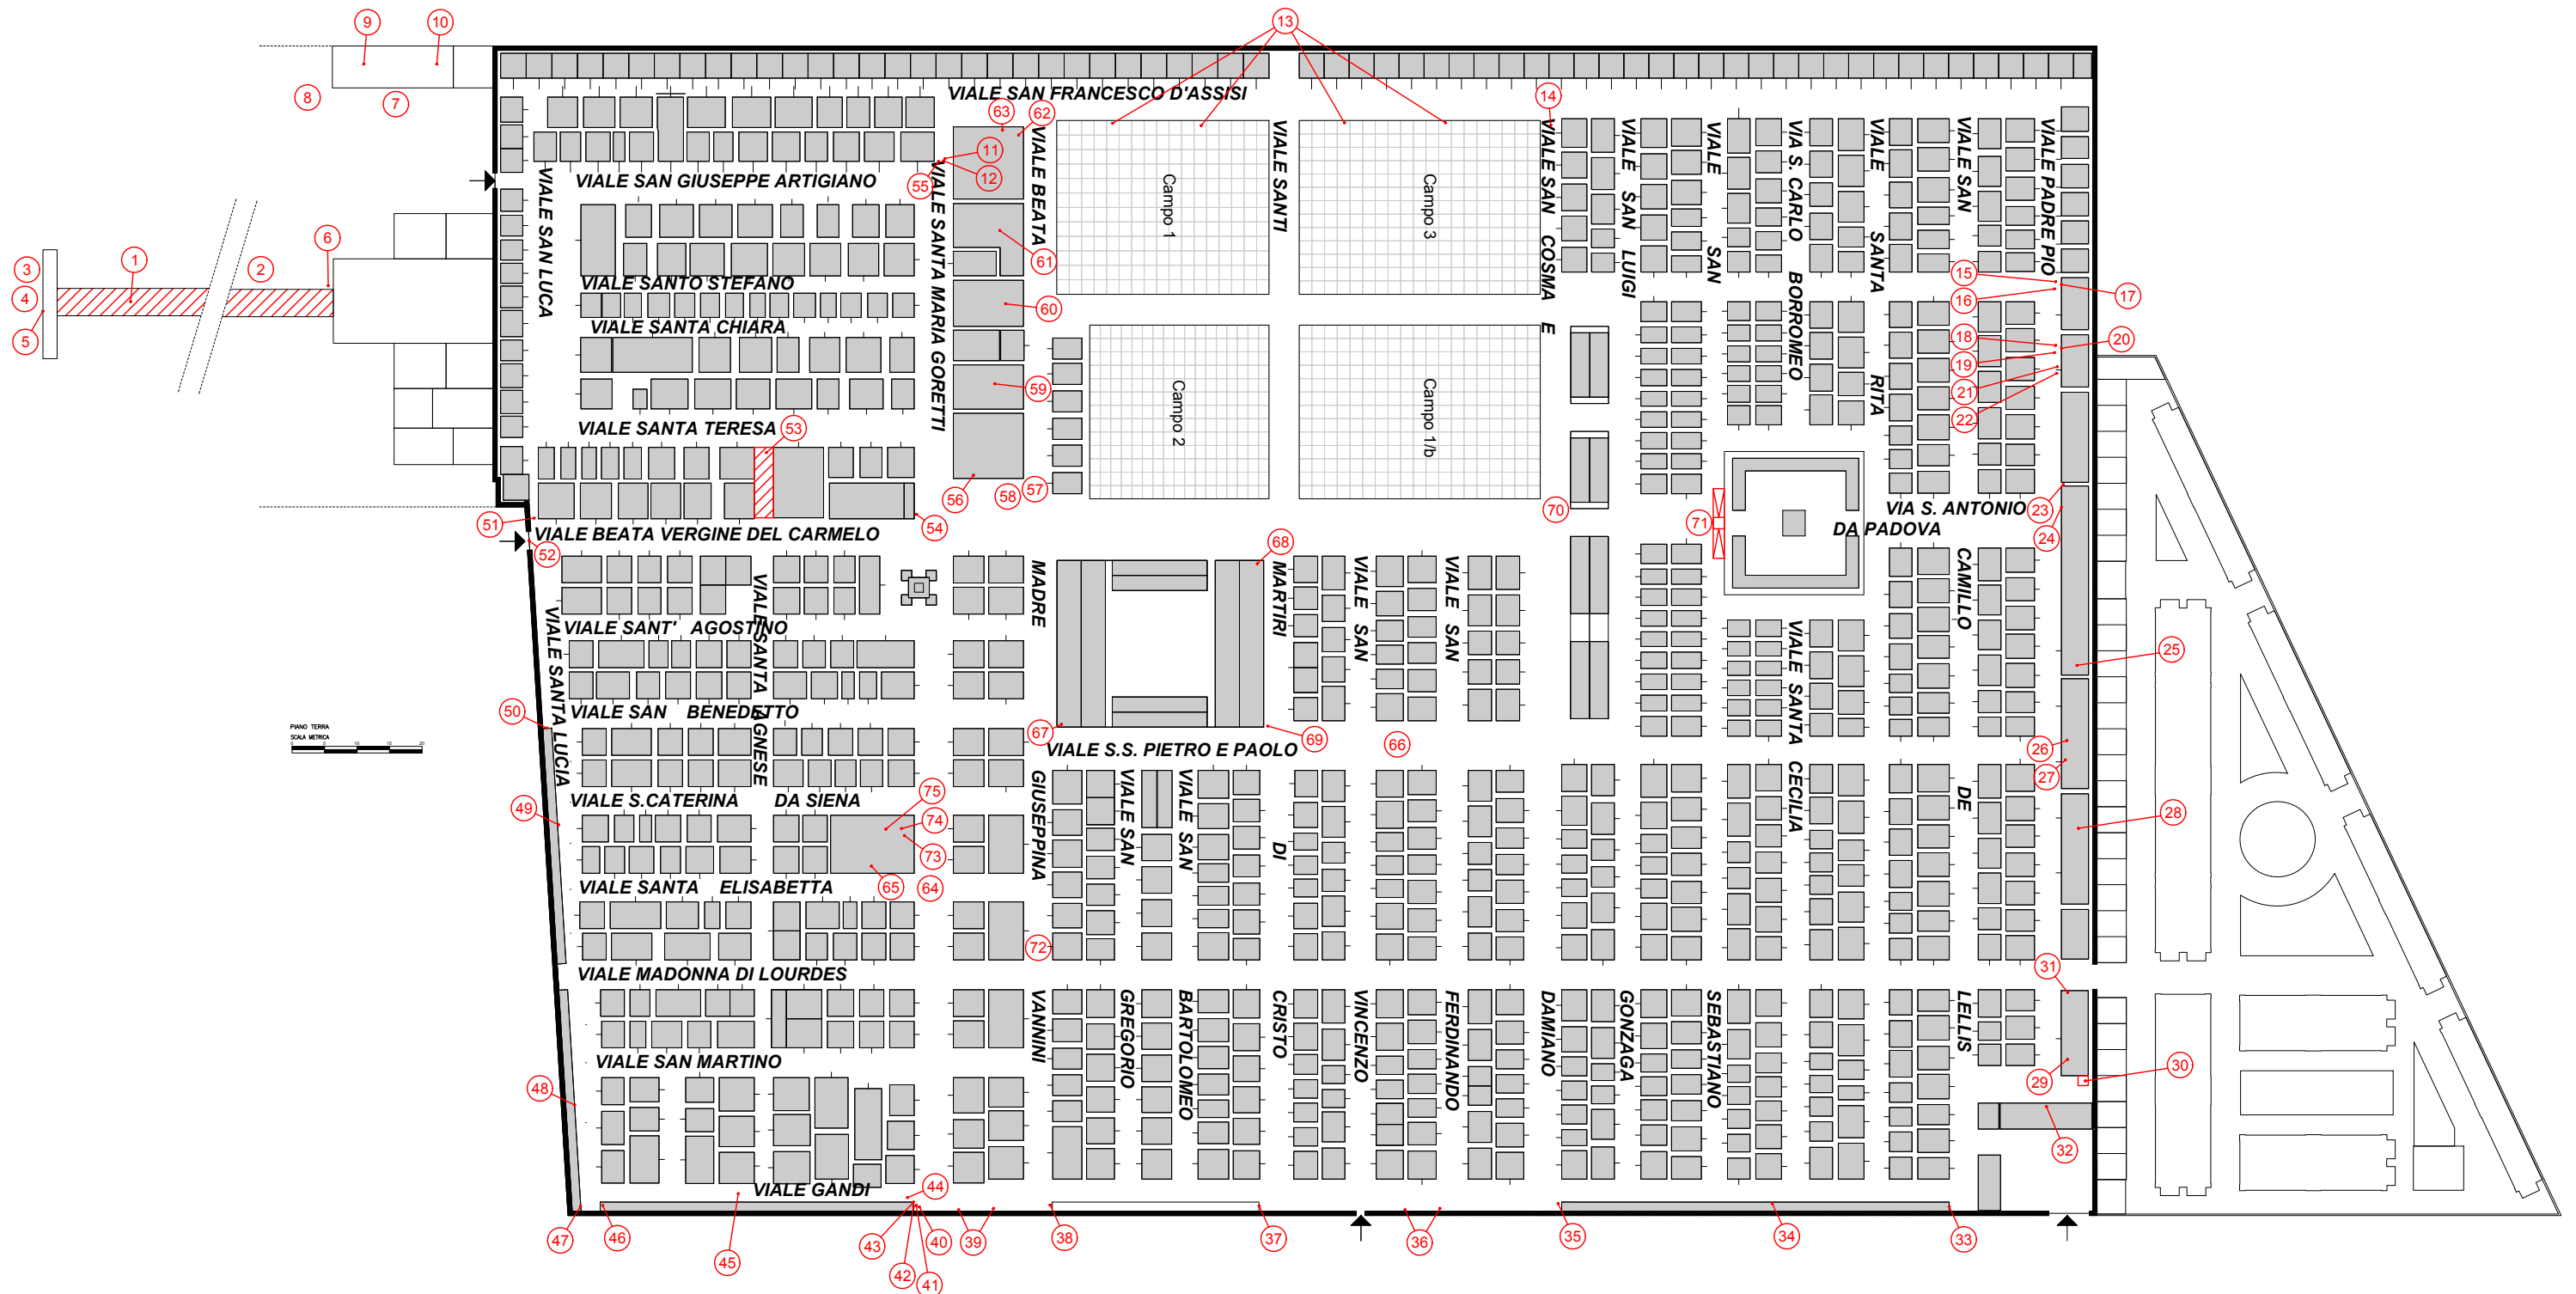 9
10
13
8
7
VIALE SAN FRANCESCO D'ASSISI
14
63
62
11
12
55
VIALE SAN GIUSEPPE ARTIGIANO
VIALE SAN LUCA
VIALE SANTA MARIA GORETTI
VIALE BEATA
MADRE
GIUSEPPINA
VANNINI
Campo 1
VIALE SANTI
MARTIRI
DI
CRISTO
Campo 3
VIALE SAN COSMA E
DAMIANO
VIALE SAN LUIGI
GONZAGA
VIALE SAN
SEBASTIANO
VIA S. CARLO BORROMEO
VIALE SANTA RITA
VIALE SAN
CAMILLO
DE
LELLIS
VIALE PADRE PIO
6
3
1
2
4
5
61
VIALE SANTO STEFANO
60
VIALE SANTA CHIARA
15
16
17
18
20
19
21
22
59
Campo 2
Campo 1/b
VIALE SANTA TERESA
53
56
58
57
70
71
VIA S. ANTONIO
DA PADOVA
23
24
51
52
54
VIALE BEATA VERGINE DEL CARMELO
68
VIALE SAN
VINCENZO
VIALE SAN
FERDINANDO
VIALE SANTA LUCIA
VIALE SANT' AGOSTINO
VIALE SANTA AGNESE
VIALE SANTA CECILIA
25
VIALE SAN BENEDETTO
50
67
69
66
VIALE S.S. PIETRO E PAOLO
26
27
PIANO TERRA
SCALA METRICA
0 5 10 15 20
VIALE SAN
GREGORIO
VIALE SAN
BARTOLOMEO
VIALE S.CATERINA DA SIENA
75
74
73
49
28
VIALE SANTA ELISABETTA
65
64
72
VIALE MADONNA DI LOURDES
31
VIALE SAN MARTINO
48
29
30
32
VIALE GANDI
44
47
46
45
43
42
41
40
39
38
37
36
35
34
33